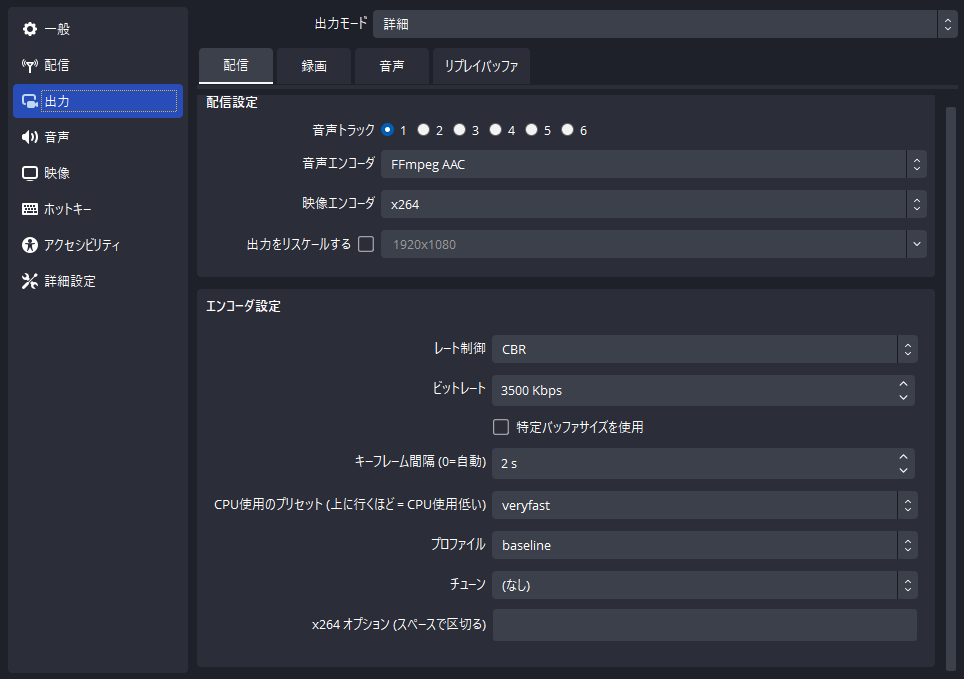 一般
配信
出力
音声
映像
ホットキー
アクセシビリティ
詳細設定
出力モード 詳細
配信 録画 音声 リプレイバッファ
配信設定
音声トラック 1 2 3 4 5 6
音声エンコーダ FFmpeg AAC
映像エンコーダ x264
出力をリスケールする 1920x1080
エンコーダ設定
レート制御 CBR
ビットレート 3500 Kbps
特定バッファサイズを使用
キーフレーム間隔 (0=自動) 2 s
CPU使用のプリセット (上に行くほど = CPU使用低い) veryfast
プロファイル baseline
チューン (なし)
x264 オプション (スペースで区切る)